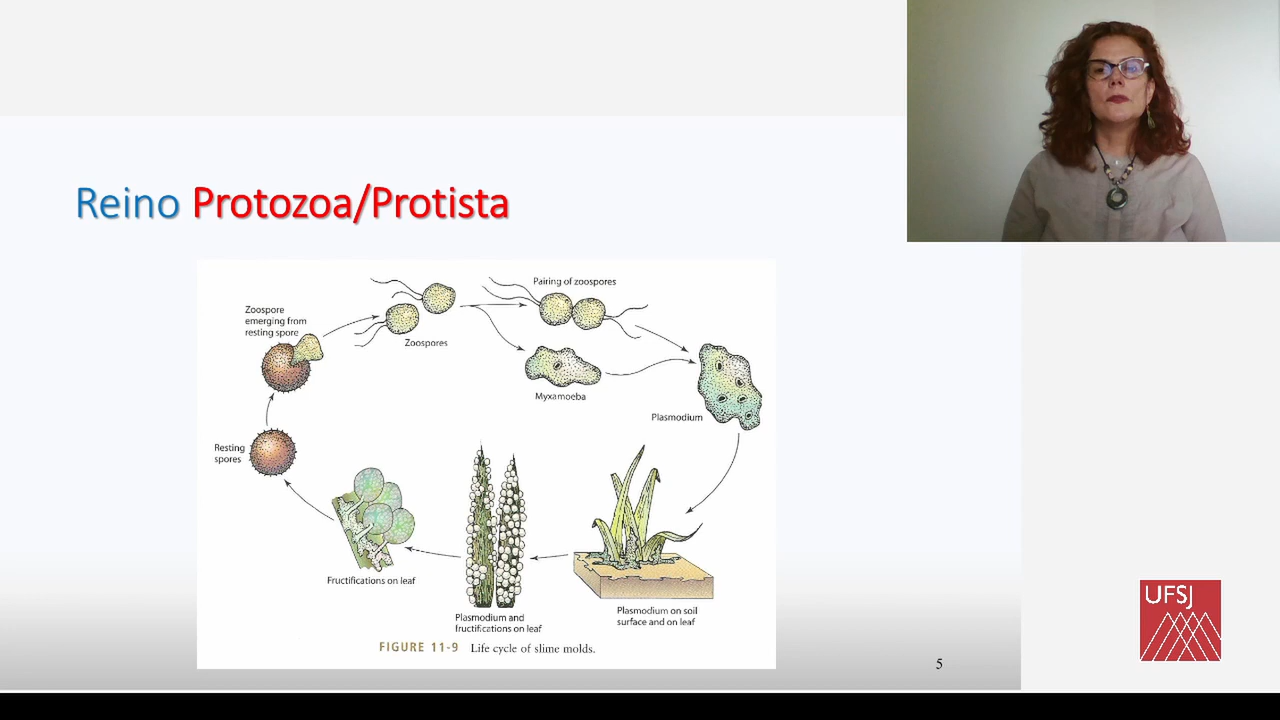 Reino Protozoa/Protista
Pairing of zoospores
Zoospore
emerging from
resting spore
Zoospores
Myxamoeba
Plasmodium
Resting
spores
Fructifications on leaf
Plasmodium and
fructifications on leaf
Plasmodium on soil
surface and on leaf
FIGURE 11-9 Life cycle of slime molds.
5
UFSJ